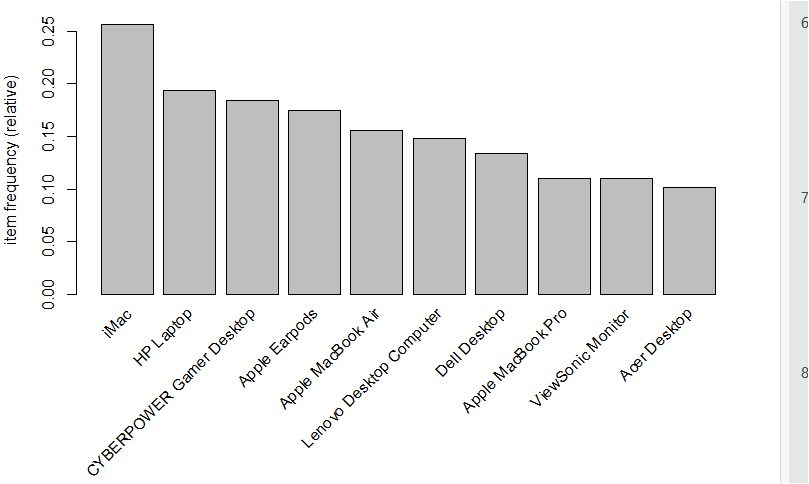 item frequency (relative)
0.25
0.20
0.15
0.10
0.05
0.00
iMac
HP Laptop
CYBERPOWER Gamer Desktop
Apple Earpods
Apple MacBook Air
Lenovo Desktop Computer
Dell Desktop
Apple MacBook Pro
ViewSonic Monitor
Acer Desktop
6
7
8